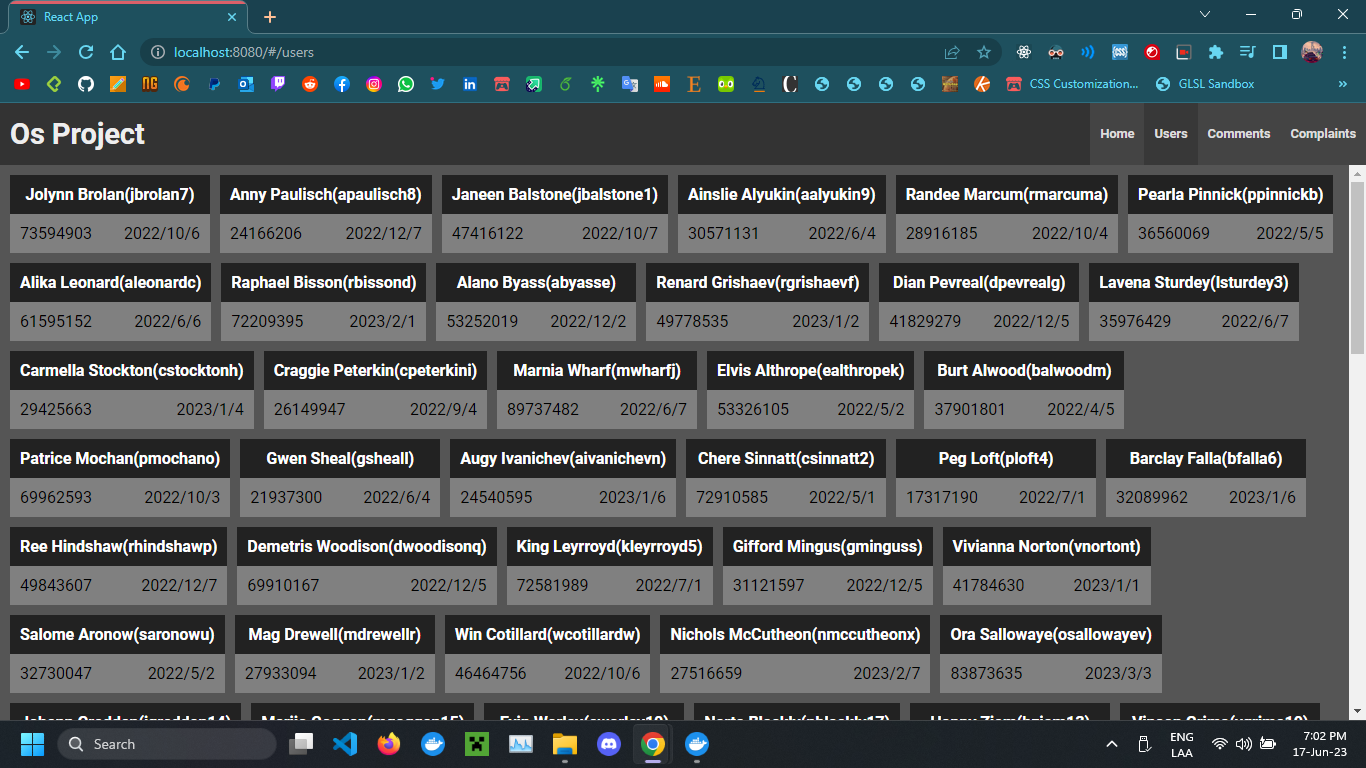 React App
localhost:8080/#/users
CSS Customization...
GLSL Sandbox
Os Project
Home Users Comments Complaints
Jolynn Brolan(jbrolan7) Anny Paulisch(apaulisch8) Janeen Balstone(jbalstone1) Ainslie Alyukin(aalyukin9) Randee Marcum(rmarcuma) Pearla Pinnick(ppinnickb)
73594903 2022/10/6 24166206 2022/12/7 47416122 2022/10/7 30571131 2022/6/4 28916185 2022/10/4 36560069 2022/5/5
Alika Leonard(aleonardc) Raphael Bisson(rbissond) Alano Byass(abyasse) Renard Grishaev(rgrishaevf) Dian Pevreal(dpevrealg) Lavena Sturdey(lsturdey3)
61595152 2022/6/6 72209395 2023/2/1 53252019 2022/12/2 49778535 2023/1/2 41829279 2022/12/5 35976429 2022/6/7
Carmella Stockton(cstocktonh) Craggie Peterkin(cpeterkini) Marnia Wharf(mwharfj) Elvis Althrope(ealthropek) Burt Alwood(balwoodm)
29425663 2023/1/4 26149947 2022/9/4 89737482 2022/6/7 53326105 2022/5/2 37901801 2022/4/5
Patrice Mochan(pmochano) Gwen Sheal(gsheall) Augy Ivanichev(aivanichevn) Chere Sinnatt(csinnatt2) Peg Loft(ploft4) Barclay Falla(bfalla6)
69962593 2022/10/3 21937300 2022/6/4 24540595 2023/1/6 72910585 2022/5/1 17317190 2022/7/1 32089962 2023/1/6
Ree Hindshaw(rhindshawp) Demetris Woodison(dwoodisonq) King Leyrroyd(kleyrroyd5) Gifford Mingus(gminguss) Vivianna Norton(vnortont)
49843607 2022/12/7 69910167 2022/12/5 72581989 2022/7/1 31121597 2022/12/5 41784630 2023/1/1
Salome Aronow(saronowu) Mag Drewell(mdrewellr) Win Cotillard(wcotillardw) Nichols McCutheon(nmccutheonx) Ora Sallowaye(osallowayev)
32730047 2022/5/2 27933094 2023/1/2 46464756 2022/10/6 27516659 2023/2/7 83873635 2023/3/3
Search
ENG
LAA
7:02 PM
17-Jun-23